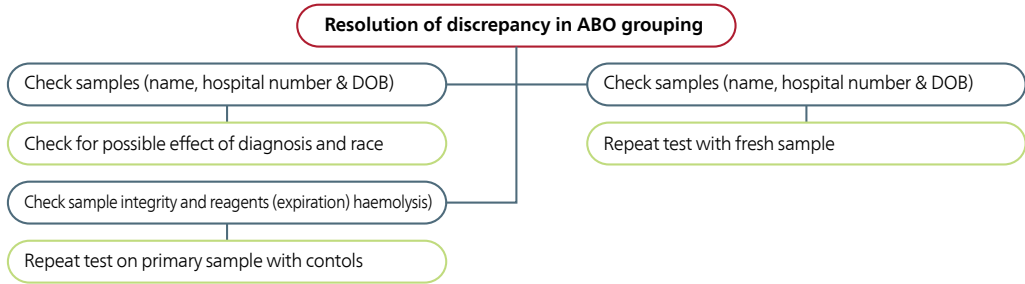 Resolution of discrepancy in ABO grouping
Check samples (name, hospital number & DOB)
Check for possible effect of diagnosis and race
Check sample integrity and reagents (expiration) haemolysis)
Repeat test on primary sample with contols
Check samples (name, hospital number & DOB)
Repeat test with fresh sample